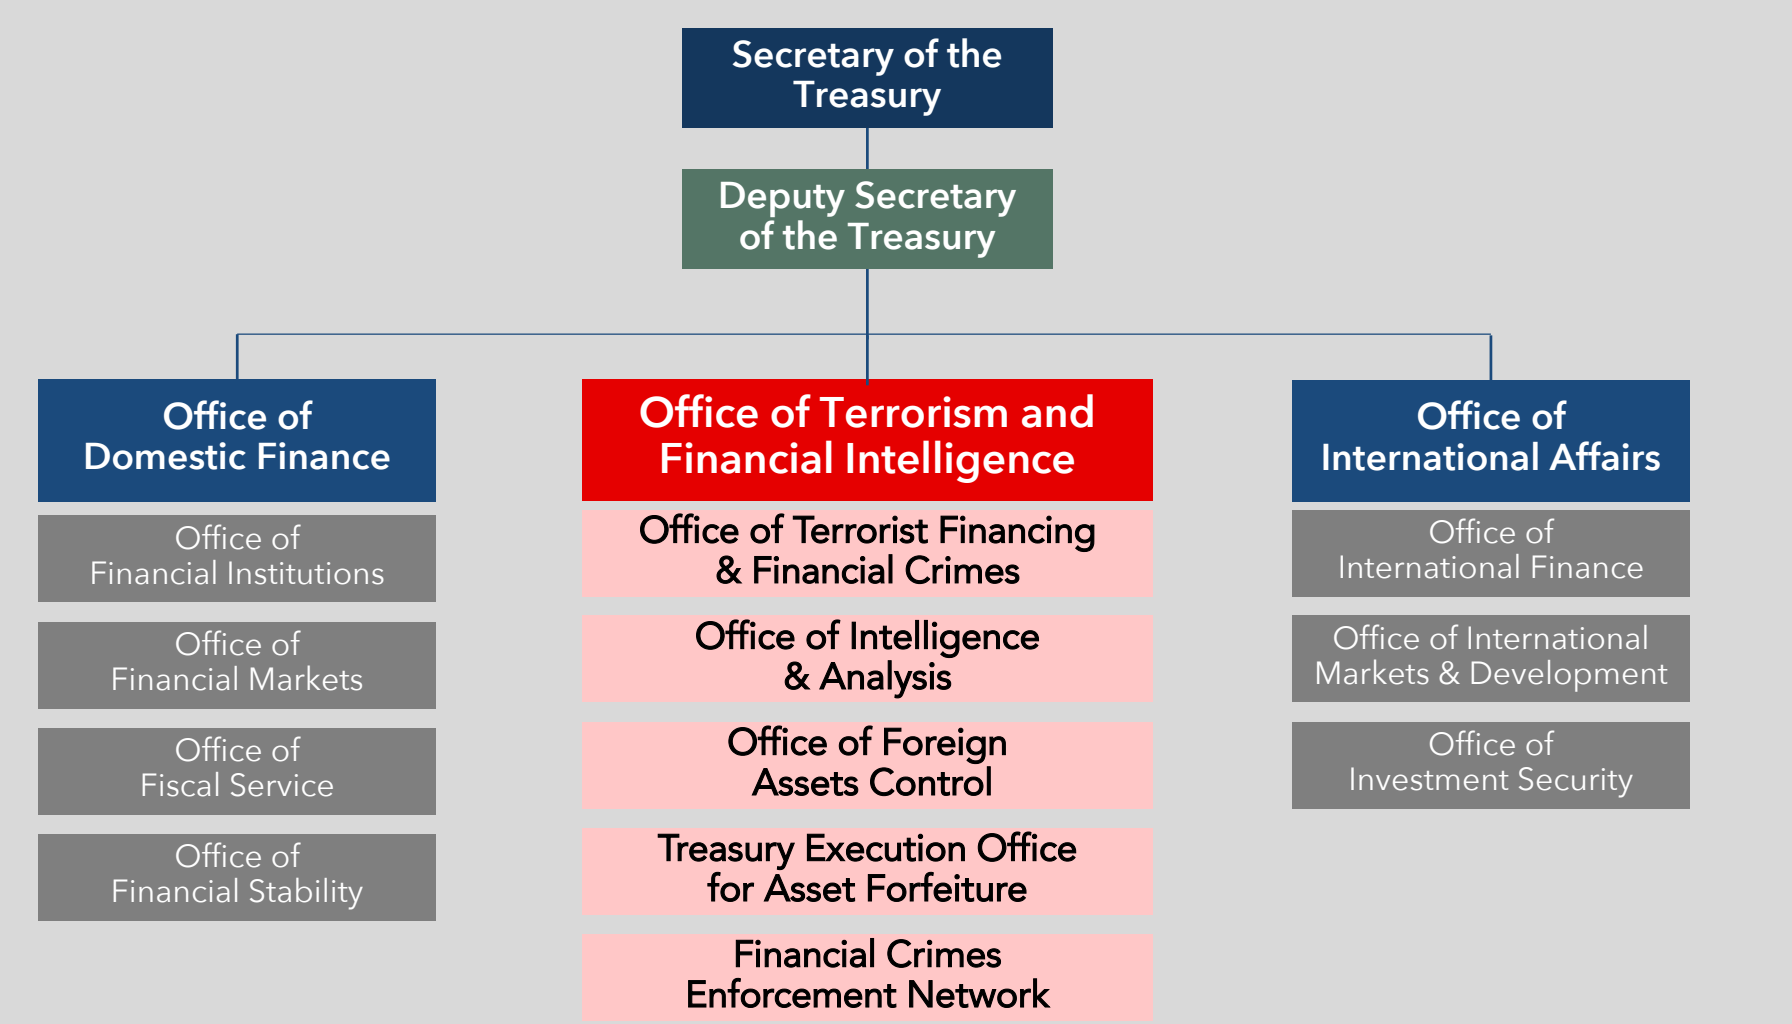 Secretary of the
Treasury
Deputy Secretary
of the Treasury
Office of
Domestic Finance
Office of
Financial Institutions
Office of
Financial Markets
Office of
Fiscal Service
Office of
Financial Stability
Office of Terrorism and
Financial Intelligence
Office of Terrorist Financing
& Financial Crimes
Office of Intelligence
& Analysis
Office of Foreign
Assets Control
Treasury Execution Office
for Asset Forfeiture
Financial Crimes
Enforcement Network
Office of
International Affairs
Office of
International Finance
Office of International
Markets & Development
Office of
Investment Security